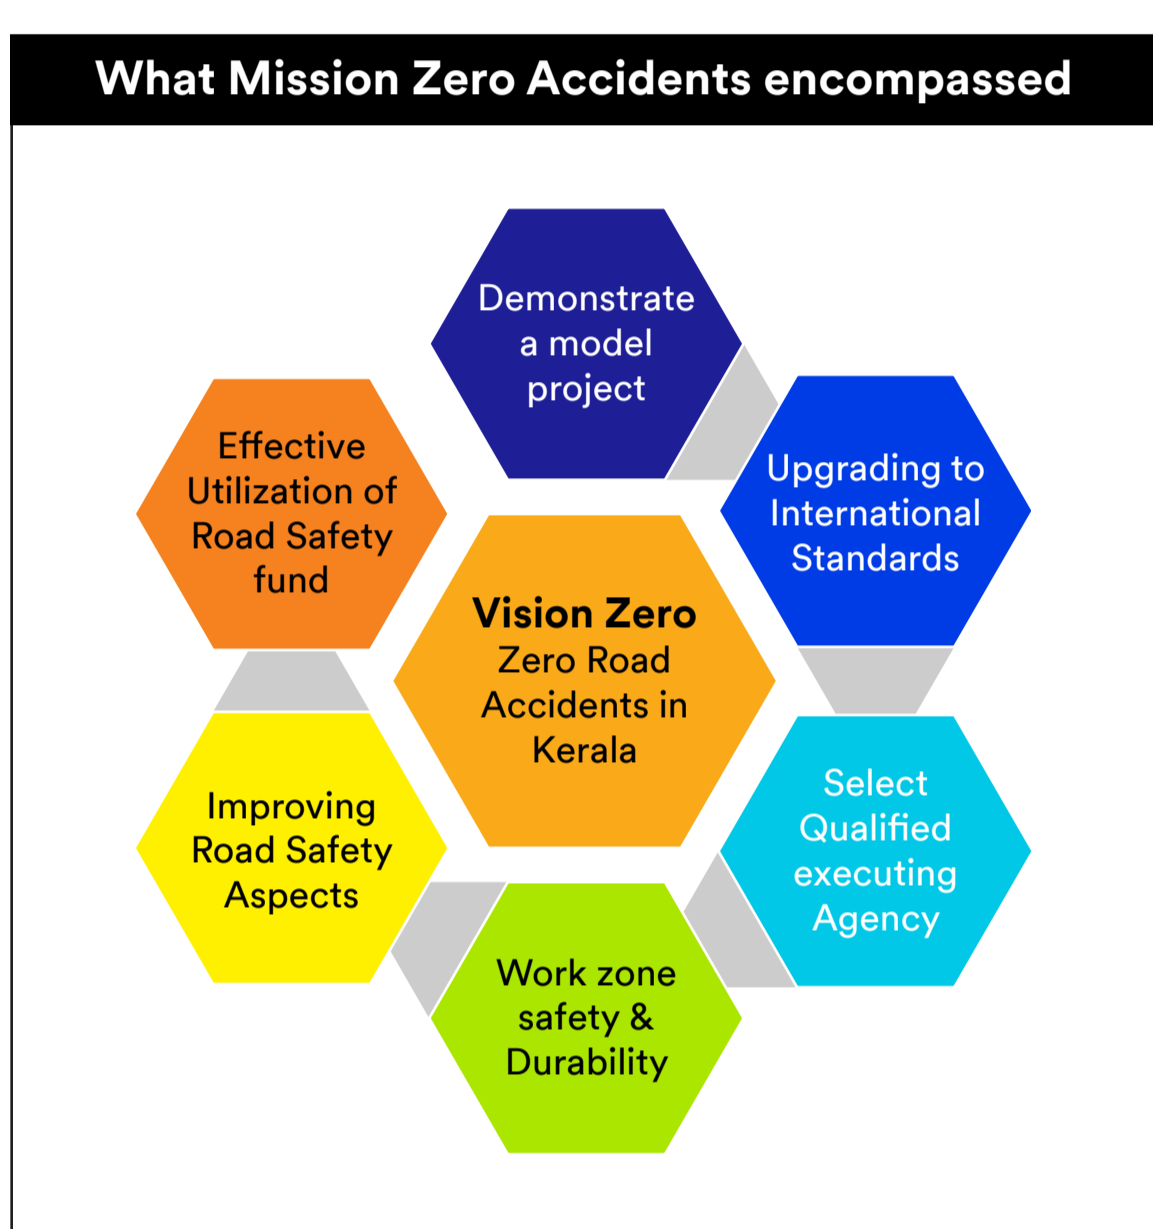 What Mission Zero Accidents encompassed
Demonstrate
a model
project
Upgrading to
International
Standards
Select
Qualified
executing
Agency
Work zone
safety &
Durability
Improving
Road Safety
Aspects
Effective
Utilization of
Road Safety
fund
Vision Zero
Zero Road
Accidents in
Kerala